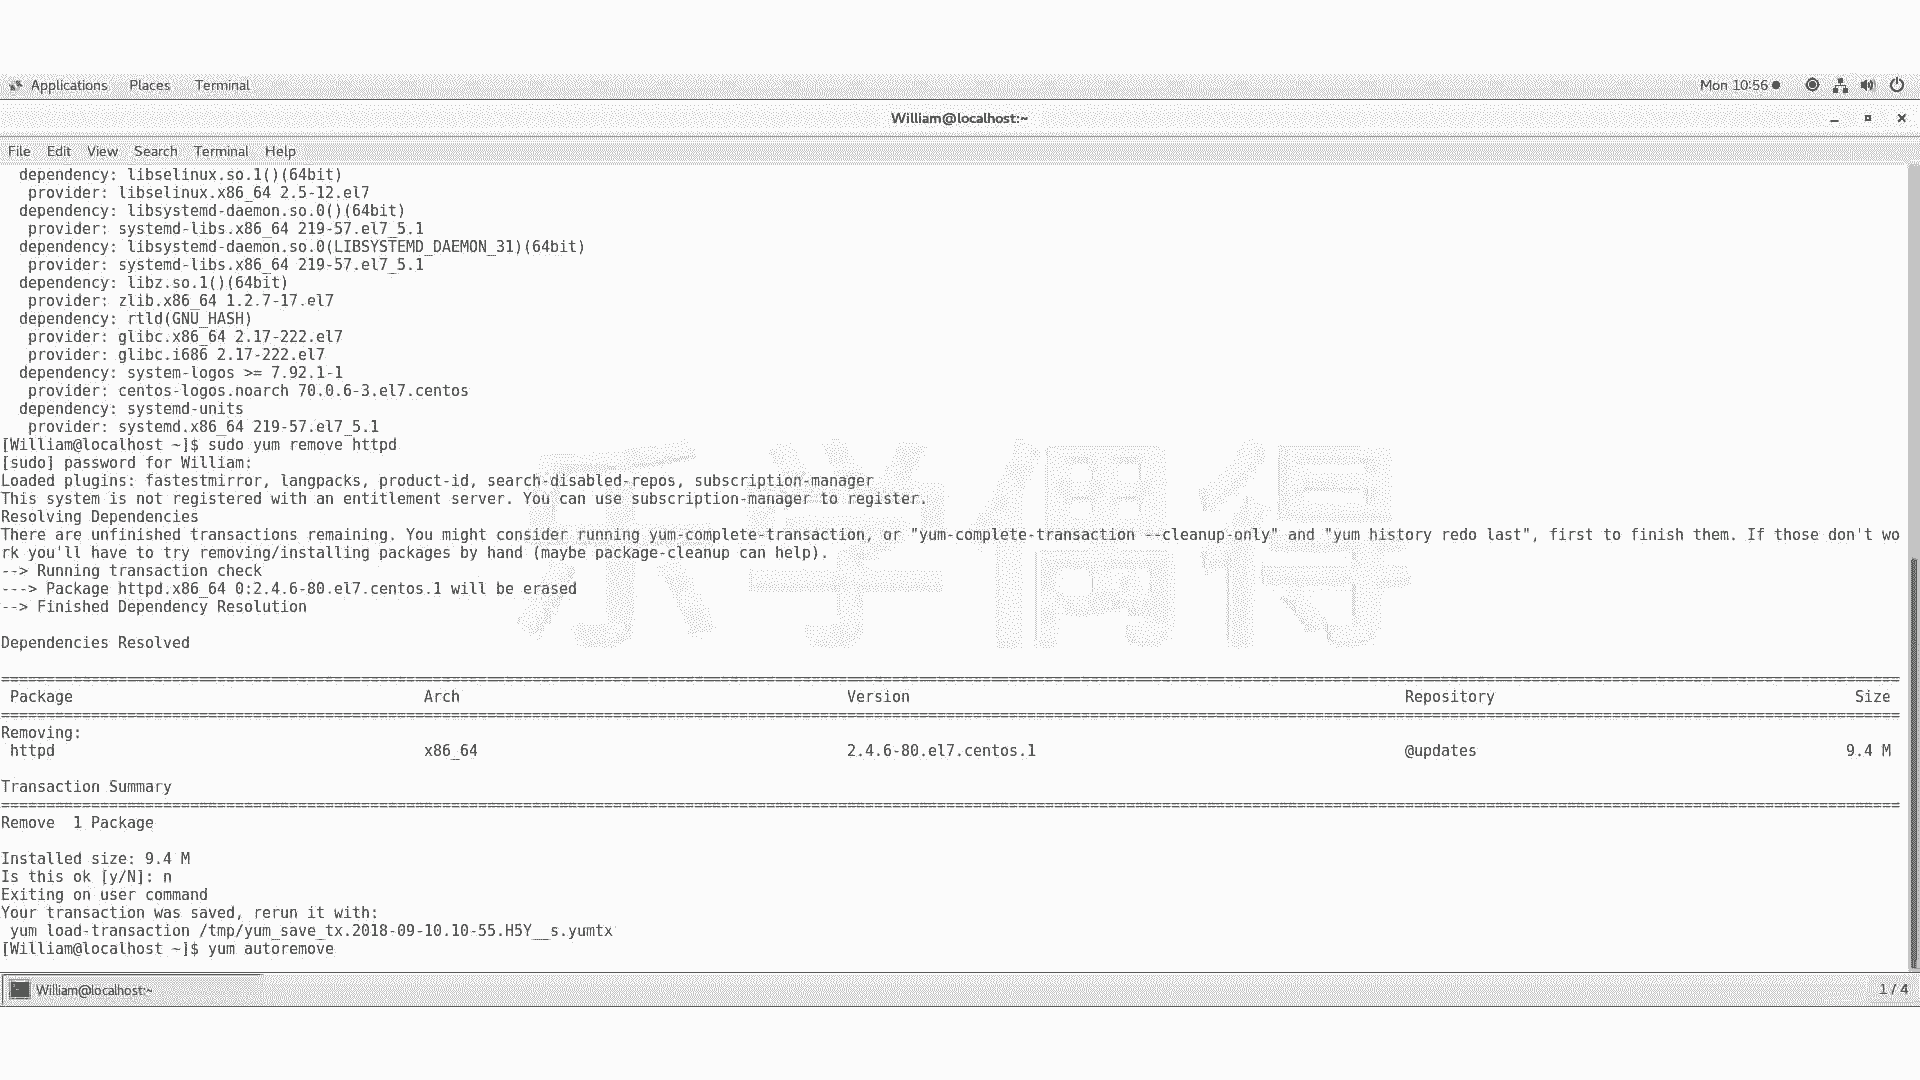 Applications Places Terminal Mon 10:56
William@localhost:~
File Edit View Search Terminal Help
dependency: libselinux.so.1()(64bit)
provider: libselinux.x86_64 2.5-12.el7
dependency: libsystemd-daemon.so.0()(64bit)
provider: systemd-libs.x86_64 219-57.el7_5.1
dependency: libsystemd-daemon.so.0(LIBSYSTEMD_DAEMON_31)(64bit)
provider: systemd-libs.x86_64 219-57.el7_5.1
dependency: libz.so.1()(64bit)
provider: zlib.x86_64 1.2.7-17.el7
dependency: rtld(GNU_HASH)
provider: glibc.x86_64 2.17-222.el7
provider: glibc.i686 2.17-222.el7
dependency: system-logos >= 7.92.1-1
provider: centos-logos.noarch 70.0.6-3.el7.centos
dependency: systemd-units
provider: systemd.x86_64 219-57.el7_5.1
[William@localhost ~]$ sudo yum remove httpd
[sudo] password for William:
Loaded plugins: fastestmirror, langpacks, product-id, search-disabled-repos, subscription-manager
This system is not registered with an entitlement server. You can use subscription-manager to register.
Resolving Dependencies
There are unfinished transactions remaining. You might consider running yum-complete-transaction, or "yum-complete-transaction --cleanup-only" and "yum history redo last", first to finish them. If those don't wo
rk you'll have to try removing/installing packages by hand (maybe package-cleanup can help).
--> Running transaction check
---> Package httpd.x86_64 0:2.4.6-80.el7.centos.1 will be erased
--> Finished Dependency Resolution
Dependencies Resolved
Package Arch Version Repository Size
Removing:
httpd x86_64 2.4.6-80.el7.centos.1 @updates 9.4 M
Transaction Summary
Remove 1 Package
Installed size: 9.4 M
Is this ok [y/N]: n
Exiting on user command
Your transaction was saved, rerun it with:
yum load-transaction /tmp/yum_save_tx.2018-09-10.10-55.H5Y__s.yumtx
[William@localhost ~]$ yum autoremove
William@localhost:~ 1 / 4
乐学偶得